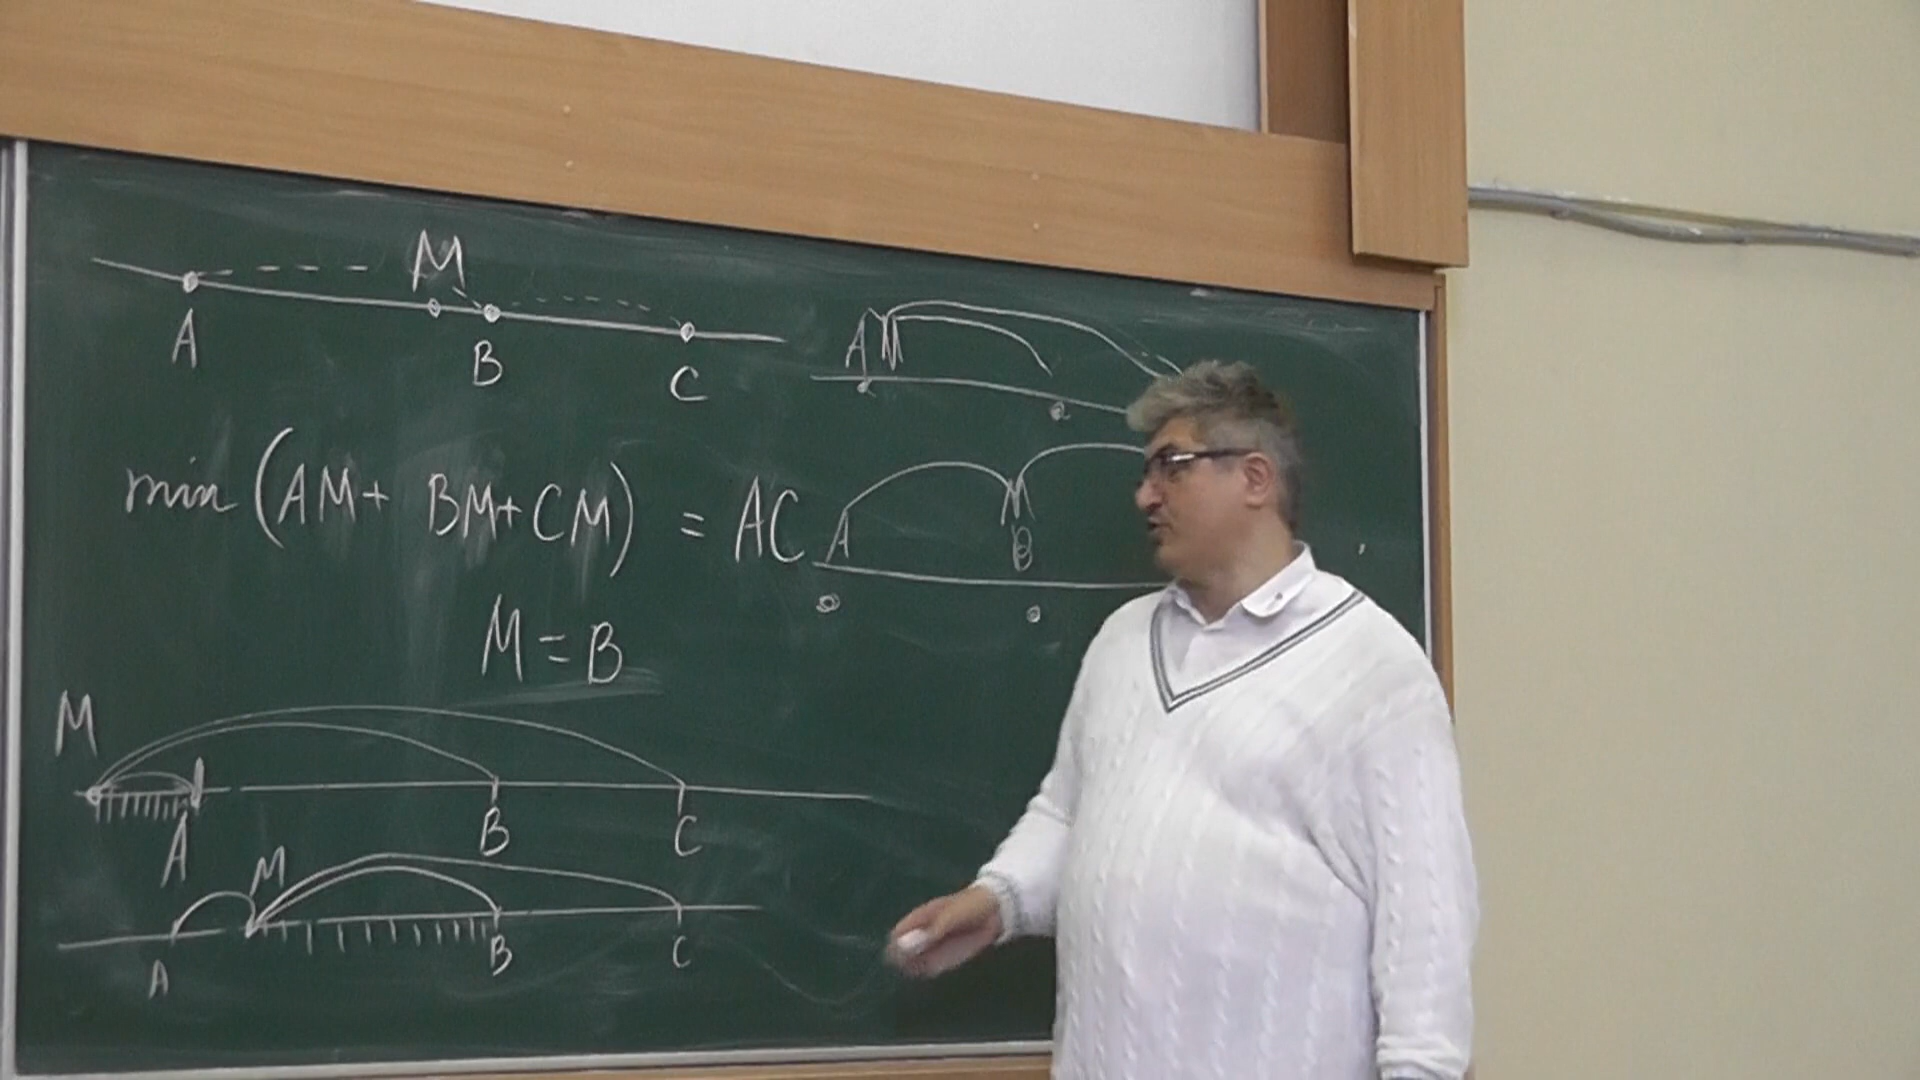 M
A B C
min (AM + BM + CM) = AC
M = B
M
A B C
M
A B C
A M
A M
B